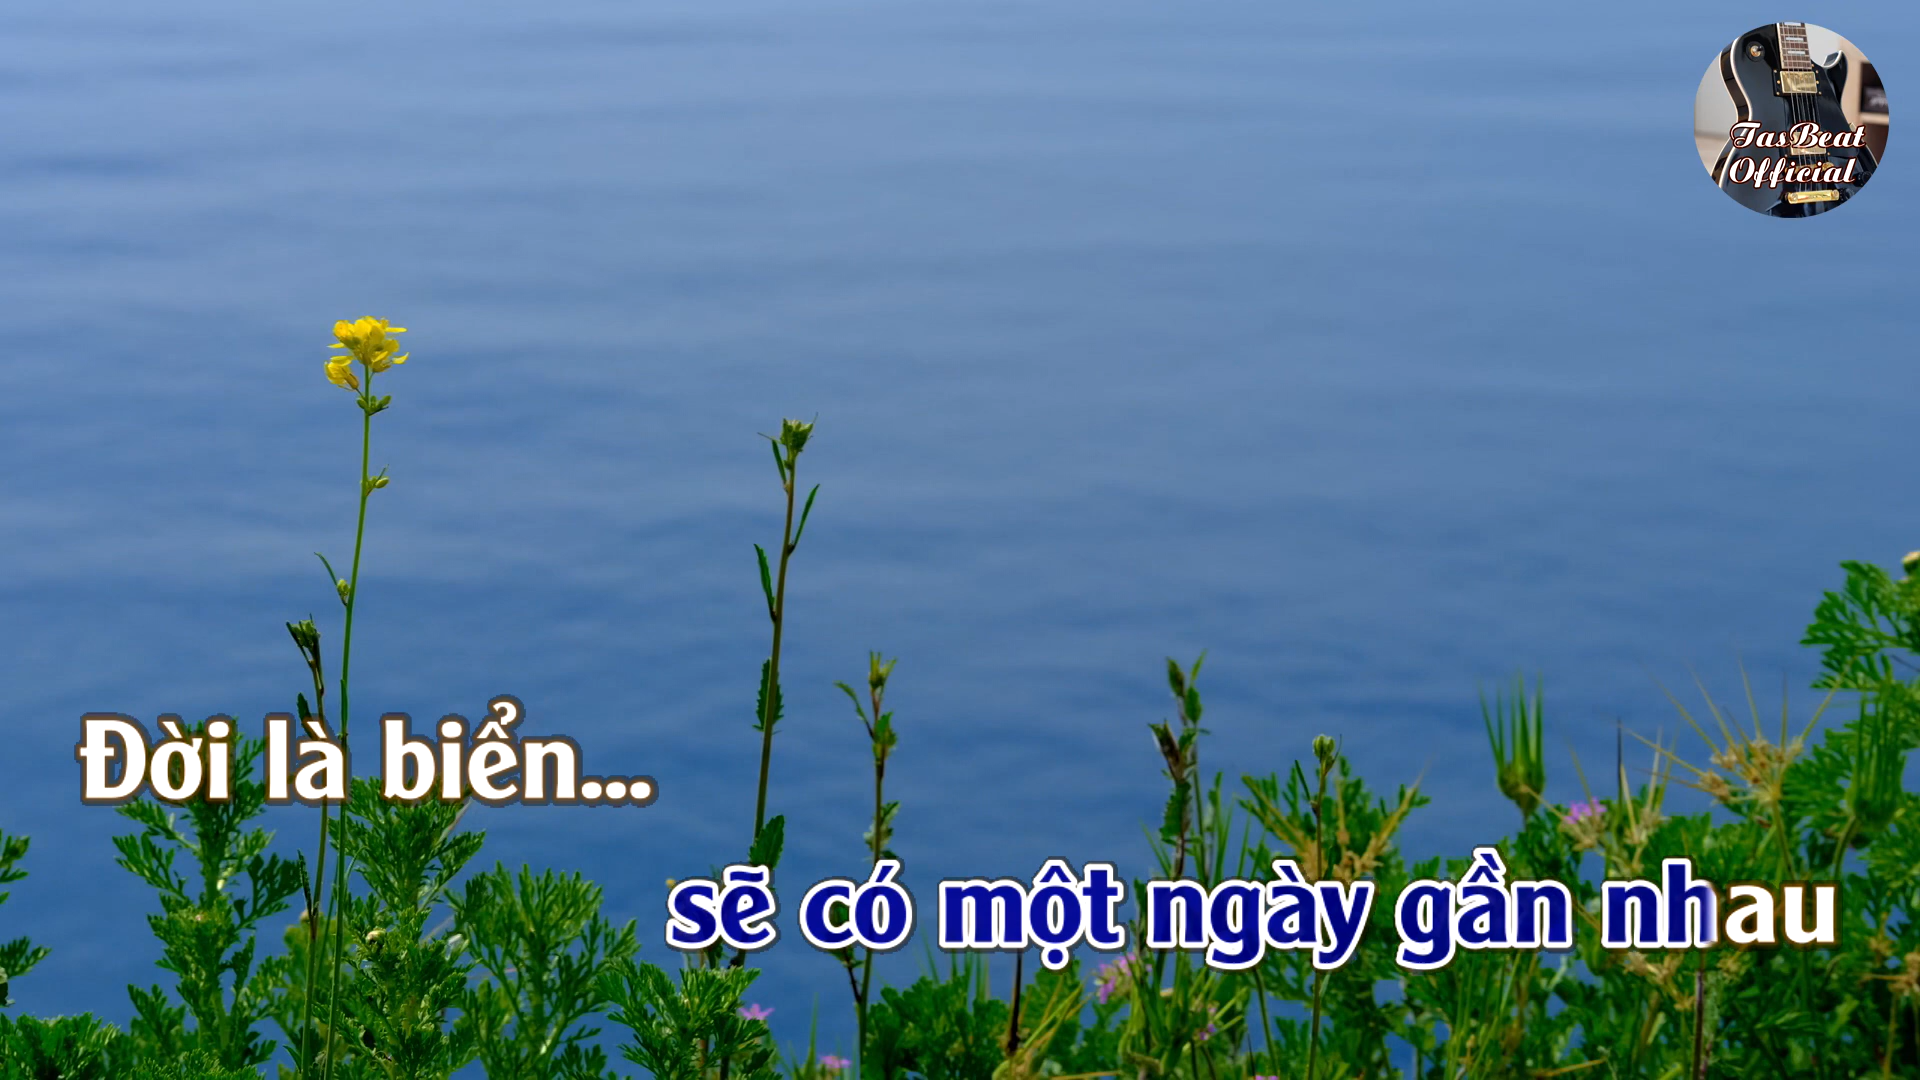 TasBeat
Official
Đời là biển...
sẽ có một ngày gần nhau